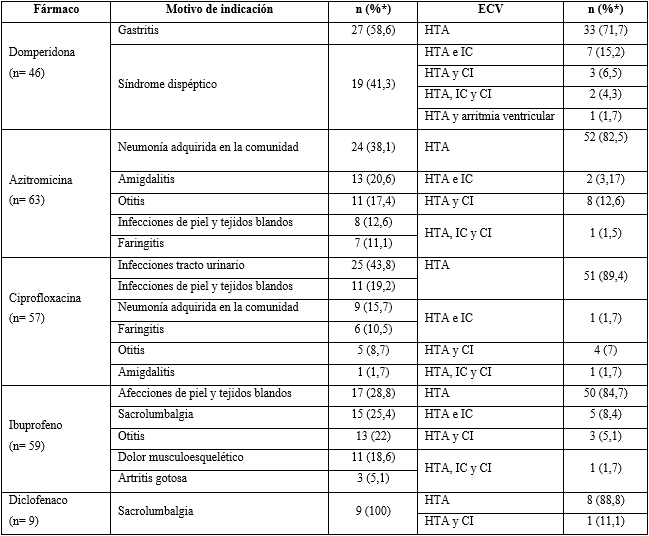 Fármaco Motivo de indicación n (%*) ECV n (%*)
Domperidona
(n= 46)
Gastritis 27 (58,6) HTA 33 (71,7)
Síndrome dispéptico 19 (41,3)
HTA e IC 7 (15,2)
HTA y CI 3 (6,5)
HTA, IC y CI 2 (4,3)
HTA y arritmia ventricular 1 (1,7)
Azitromicina
(n= 63)
Neumonía adquirida en la comunidad 24 (38,1) HTA 52 (82,5)
Amigdalitis 13 (20,6) HTA e IC 2 (3,17)
Otitis 11 (17,4) HTA y CI 8 (12,6)
Infecciones de piel y tejidos blandos 8 (12,6)
Faringitis 7 (11,1)
HTA, IC y CI 1 (1,5)
Ciprofloxacina
(n= 57)
Infecciones tracto urinario 25 (43,8) HTA 51 (89,4)
Infecciones de piel y tejidos blandos 11 (19,2)
Neumonía adquirida en la comunidad 9 (15,7)
HTA e IC 1 (1,7)
Faringitis 6 (10,5)
Otitis 5 (8,7) HTA y CI 4 (7)
Amigdalitis 1 (1,7) HTA, IC y CI 1 (1,7)
Ibuprofeno
(n= 59)
Afecciones de piel y tejidos blandos 17 (28,8) HTA 50 (84,7)
Sacrolumbalgia 15 (25,4) HTA e IC 5 (8,4)
Otitis 13 (22) HTA y CI 3 (5,1)
Dolor musculoesquelético 11 (18,6)
HTA, IC y CI 1 (1,7)
Artritis gotosa 3 (5,1)
Diclofenaco
(n= 9)
Sacrolumbalgia 9 (100)
HTA 8 (88,8)
HTA y CI 1 (11,1)